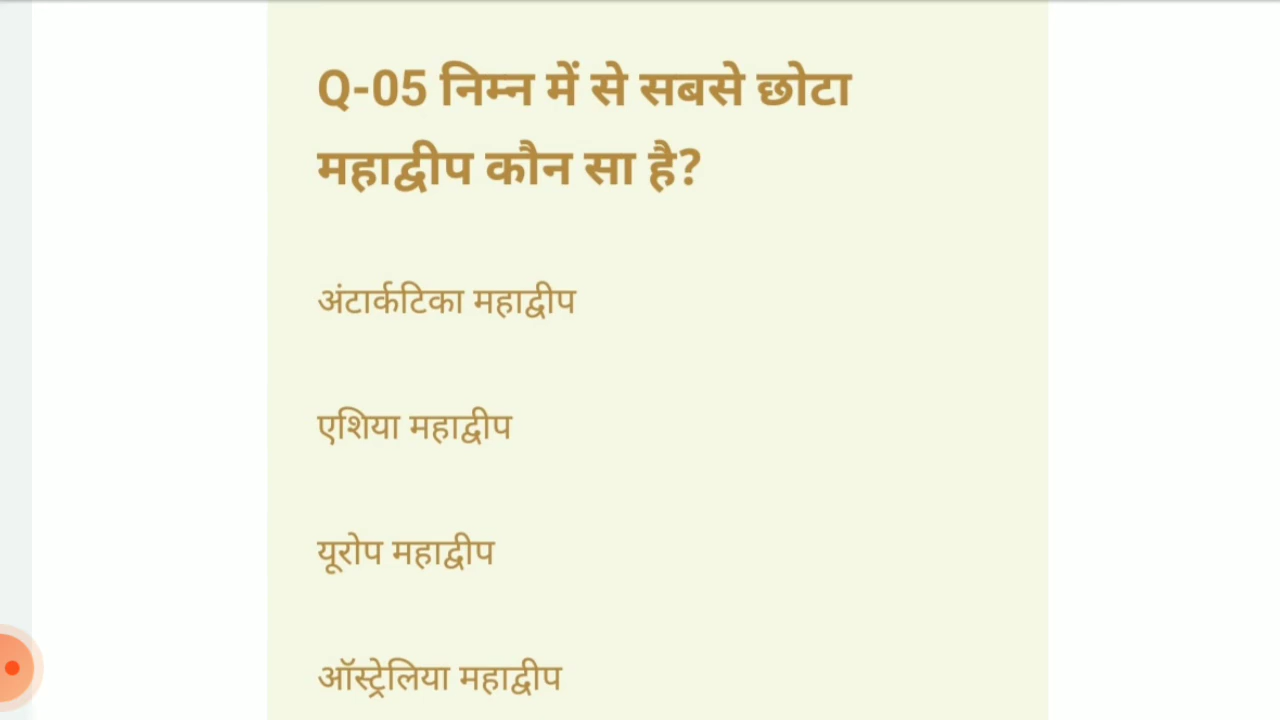 Q-05 निम्न में से सबसे छोटा
महाद्वीप कौन सा है?
अंटार्कटिका महाद्वीप
एशिया महाद्वीप
यूरोप महाद्वीप
ऑस्ट्रेलिया महाद्वीप